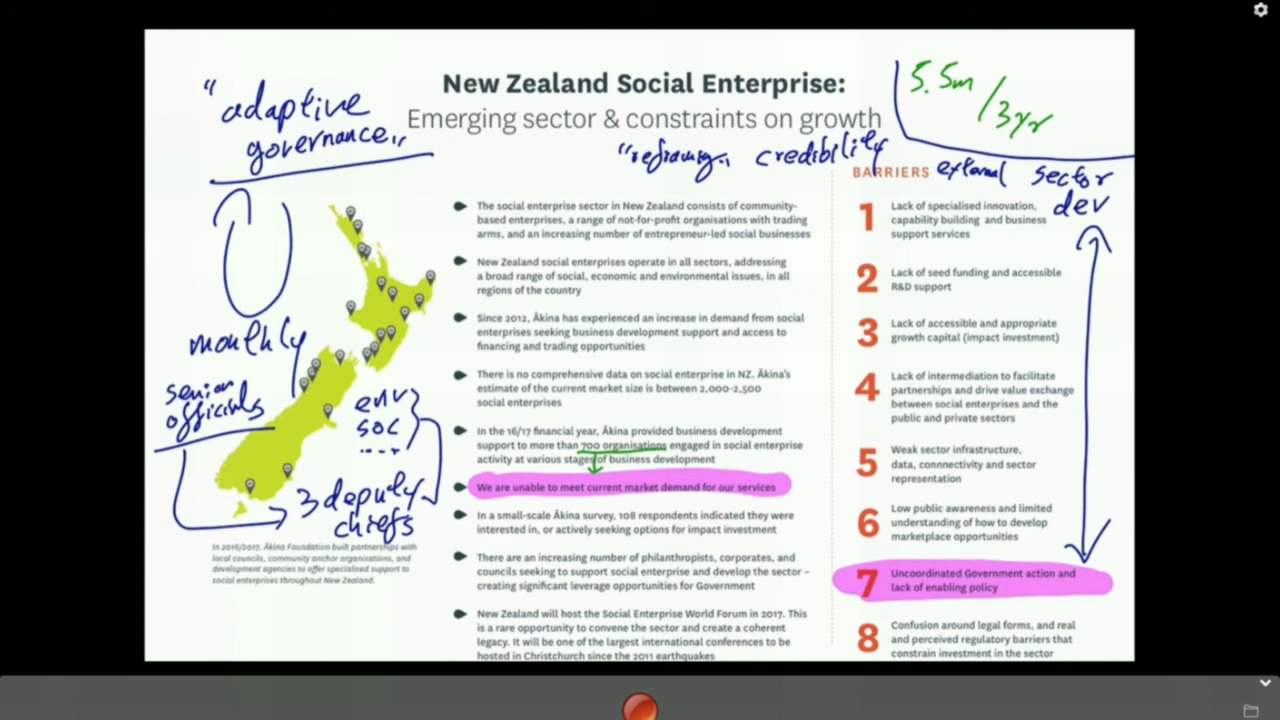 "adaptive
governance"
New Zealand Social Enterprise:
Emerging sector & constraints on growth
5.5m / 3yr
"reframing" credibility
BARRIERS external sector
dev
The social enterprise sector in New Zealand consists of community-
based enterprises, a range of not-for-profit organisations with trading
arms, and an increasing number of entrepreneur-led social businesses
New Zealand social enterprises operate in all sectors, addressing
a broad range of social, economic and environmental issues, in all
regions of the country
Since 2012, Ākina has experienced an increase in demand from social
enterprises seeking business development support and access to
financing and trading opportunities
There is no comprehensive data on social enterprise in NZ. Ākina's
estimate of the current market size is between 2,000-2,500
social enterprises
In the 16/17 financial year, Ākina provided business development
support to more than 700 organisations engaged in social enterprise
activity at various stages of business development
We are unable to meet current market demand for our services
In a small-scale Ākina survey, 108 respondents indicated they were
interested in, or actively seeking options for impact investment
There are an increasing number of philanthropists, corporates, and
councils seeking to support social enterprise and develop the sector –
creating significant leverage opportunities for Government
New Zealand will host the Social Enterprise World Forum in 2017. This
is a rare opportunity to convene the sector and create a coherent
legacy. It will be one of the largest international conferences to be
hosted in Christchurch since the 2011 earthquakes
1 Lack of specialised innovation,
capability building and business
support services
2 Lack of seed funding and accessible
R&D support
3 Lack of accessible and appropriate
growth capital (impact investment)
4 Lack of intermediation to facilitate
partnerships and drive value exchange
between social enterprises and the
public and private sectors
5 Weak sector infrastructure,
data, connnectivity and sector
representation
6 Low public awareness and limited
understanding of how to develop
marketplace opportunities
7 Uncoordinated Government action and
lack of enabling policy
8 Confusion around legal forms, and real
and perceived regulatory barriers that
constrain investment in the sector
monthly
senior
officials
env
soc
....
3 deputy
chiefs
In 2016/2017, Ākina Foundation built partnerships with
local councils, community anchor organisations, and
development agencies to offer specialised support to
social enterprises throughout New Zealand.